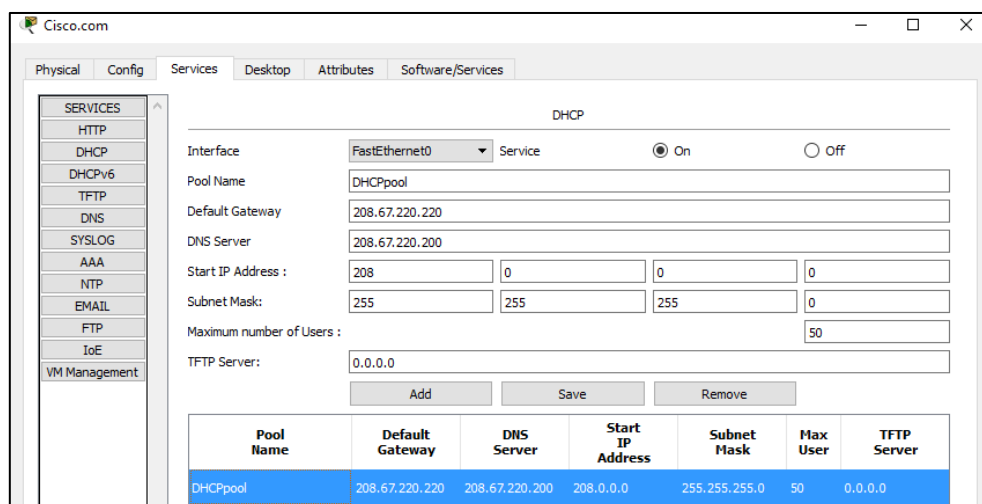 Cisco.com
Physical Config Services Desktop Attributes Software/Services
SERVICES
HTTP
DHCP
DHCPv6
TFTP
DNS
SYSLOG
AAA
NTP
EMAIL
FTP
IoE
VM Management
DHCP
Interface FastEthernet0 Service On Off
Pool Name DHCPpool
Default Gateway 208.67.220.220
DNS Server 208.67.220.200
Start IP Address : 208 0 0 0
Subnet Mask: 255 255 255 0
Maximum number of Users : 50
TFTP Server: 0.0.0.0
Add Save Remove
Pool Name Default Gateway DNS Server Start IP Address Subnet Mask Max User TFTP Server
DHCPpool 208.67.220.220 208.67.220.200 208.0.0.0 255.255.255.0 50 0.0.0.0